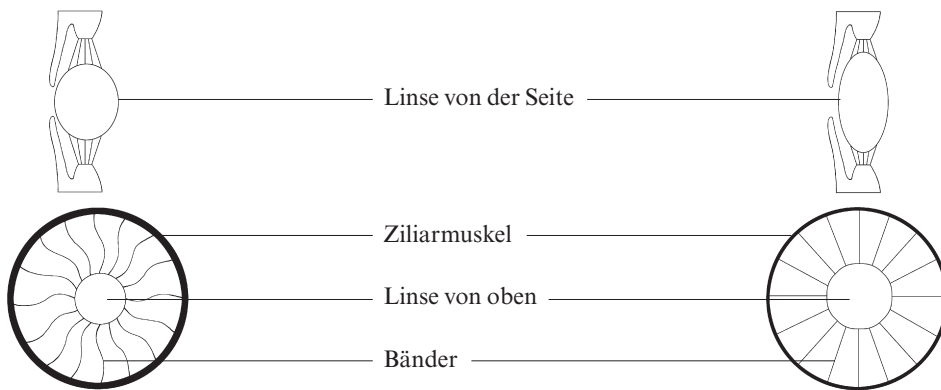 Linse von der Seite
Ziliarmuskel
Linse von oben
Bänder